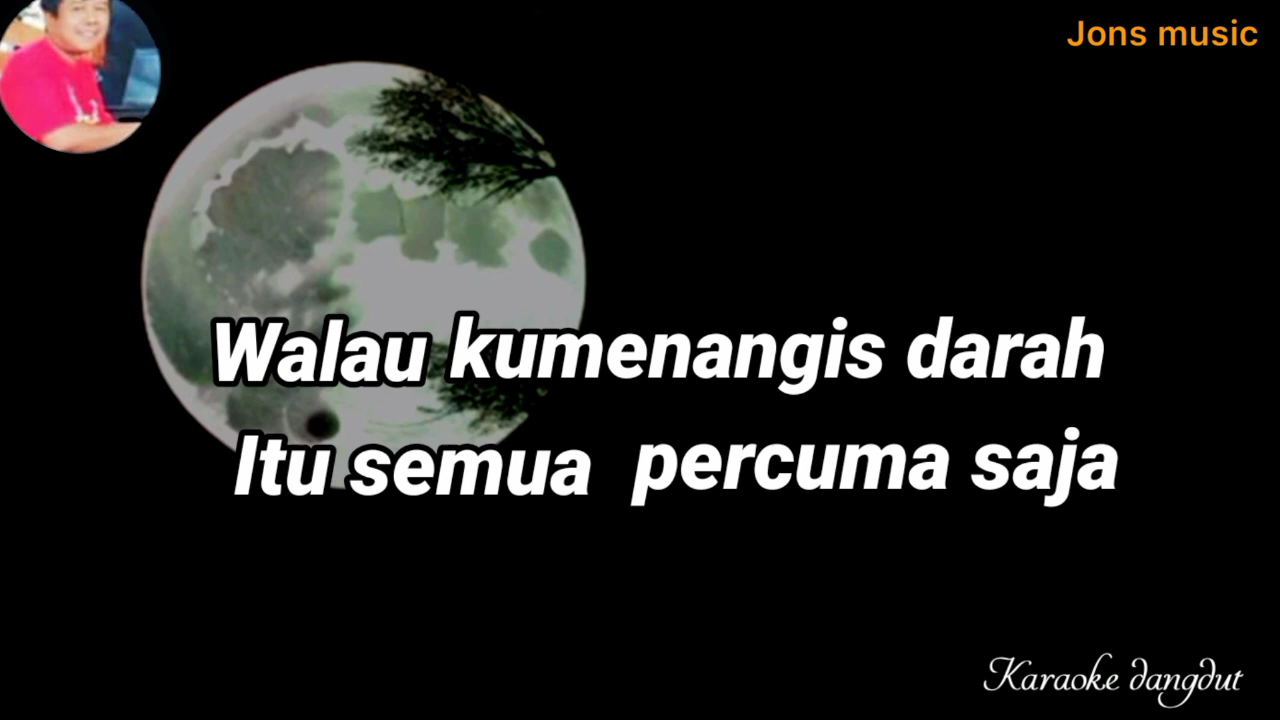 Jons music
Walau kumenangis darah
Itu semua percuma saja
Karaoke dangdut